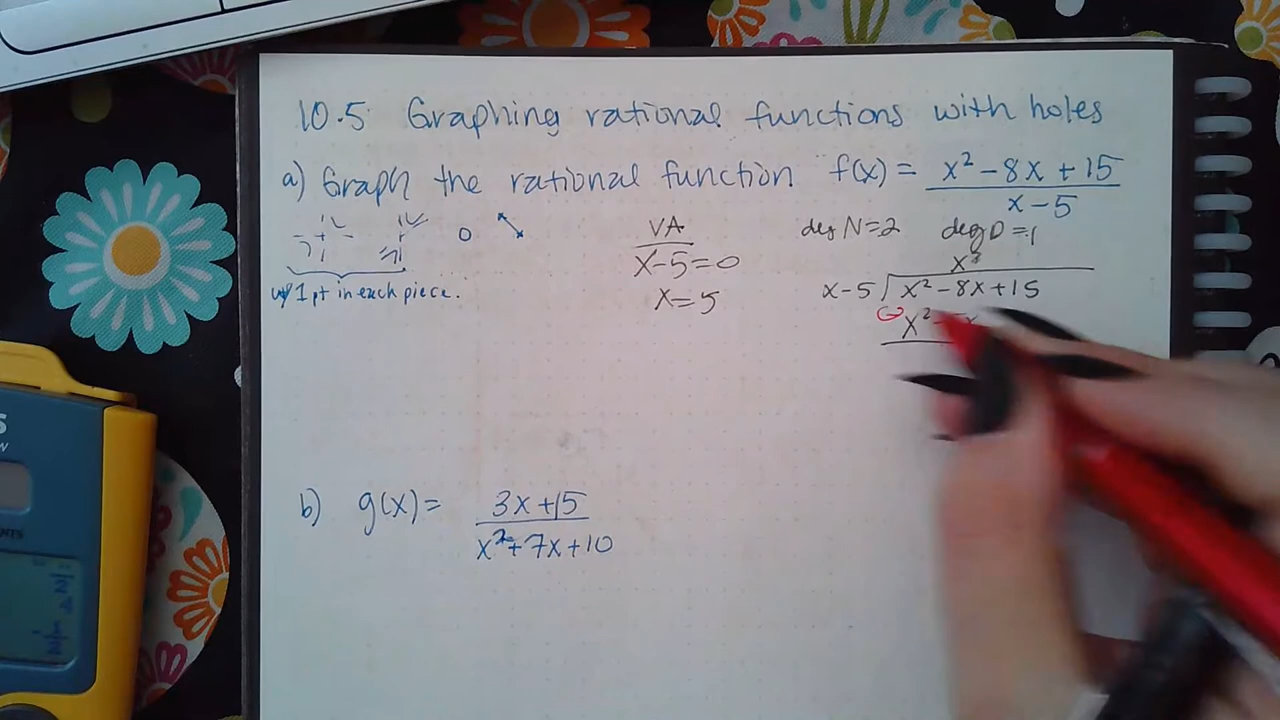 10.5 Graphing rational functions with holes
a) Graph the rational function f(x) = x² - 8x + 15
x - 5
VA
deg N = 2 deg D = 1
x - 5 = 0
x
w/ 1 pt in each piece.
x = 5
x - 5 x² - 8x + 15
x²
b) g(x) = 3x + 15
x² + 7x + 10